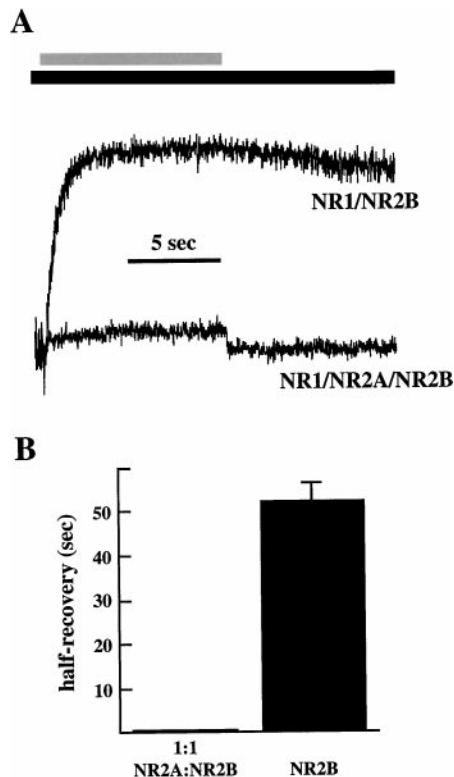 A
NR1/NR2B
5 sec
NR1/NR2A/NR2B
B
half-recovery (sec)
50
40
30
20
10
1:1
NR2A:NR2B
NR2B